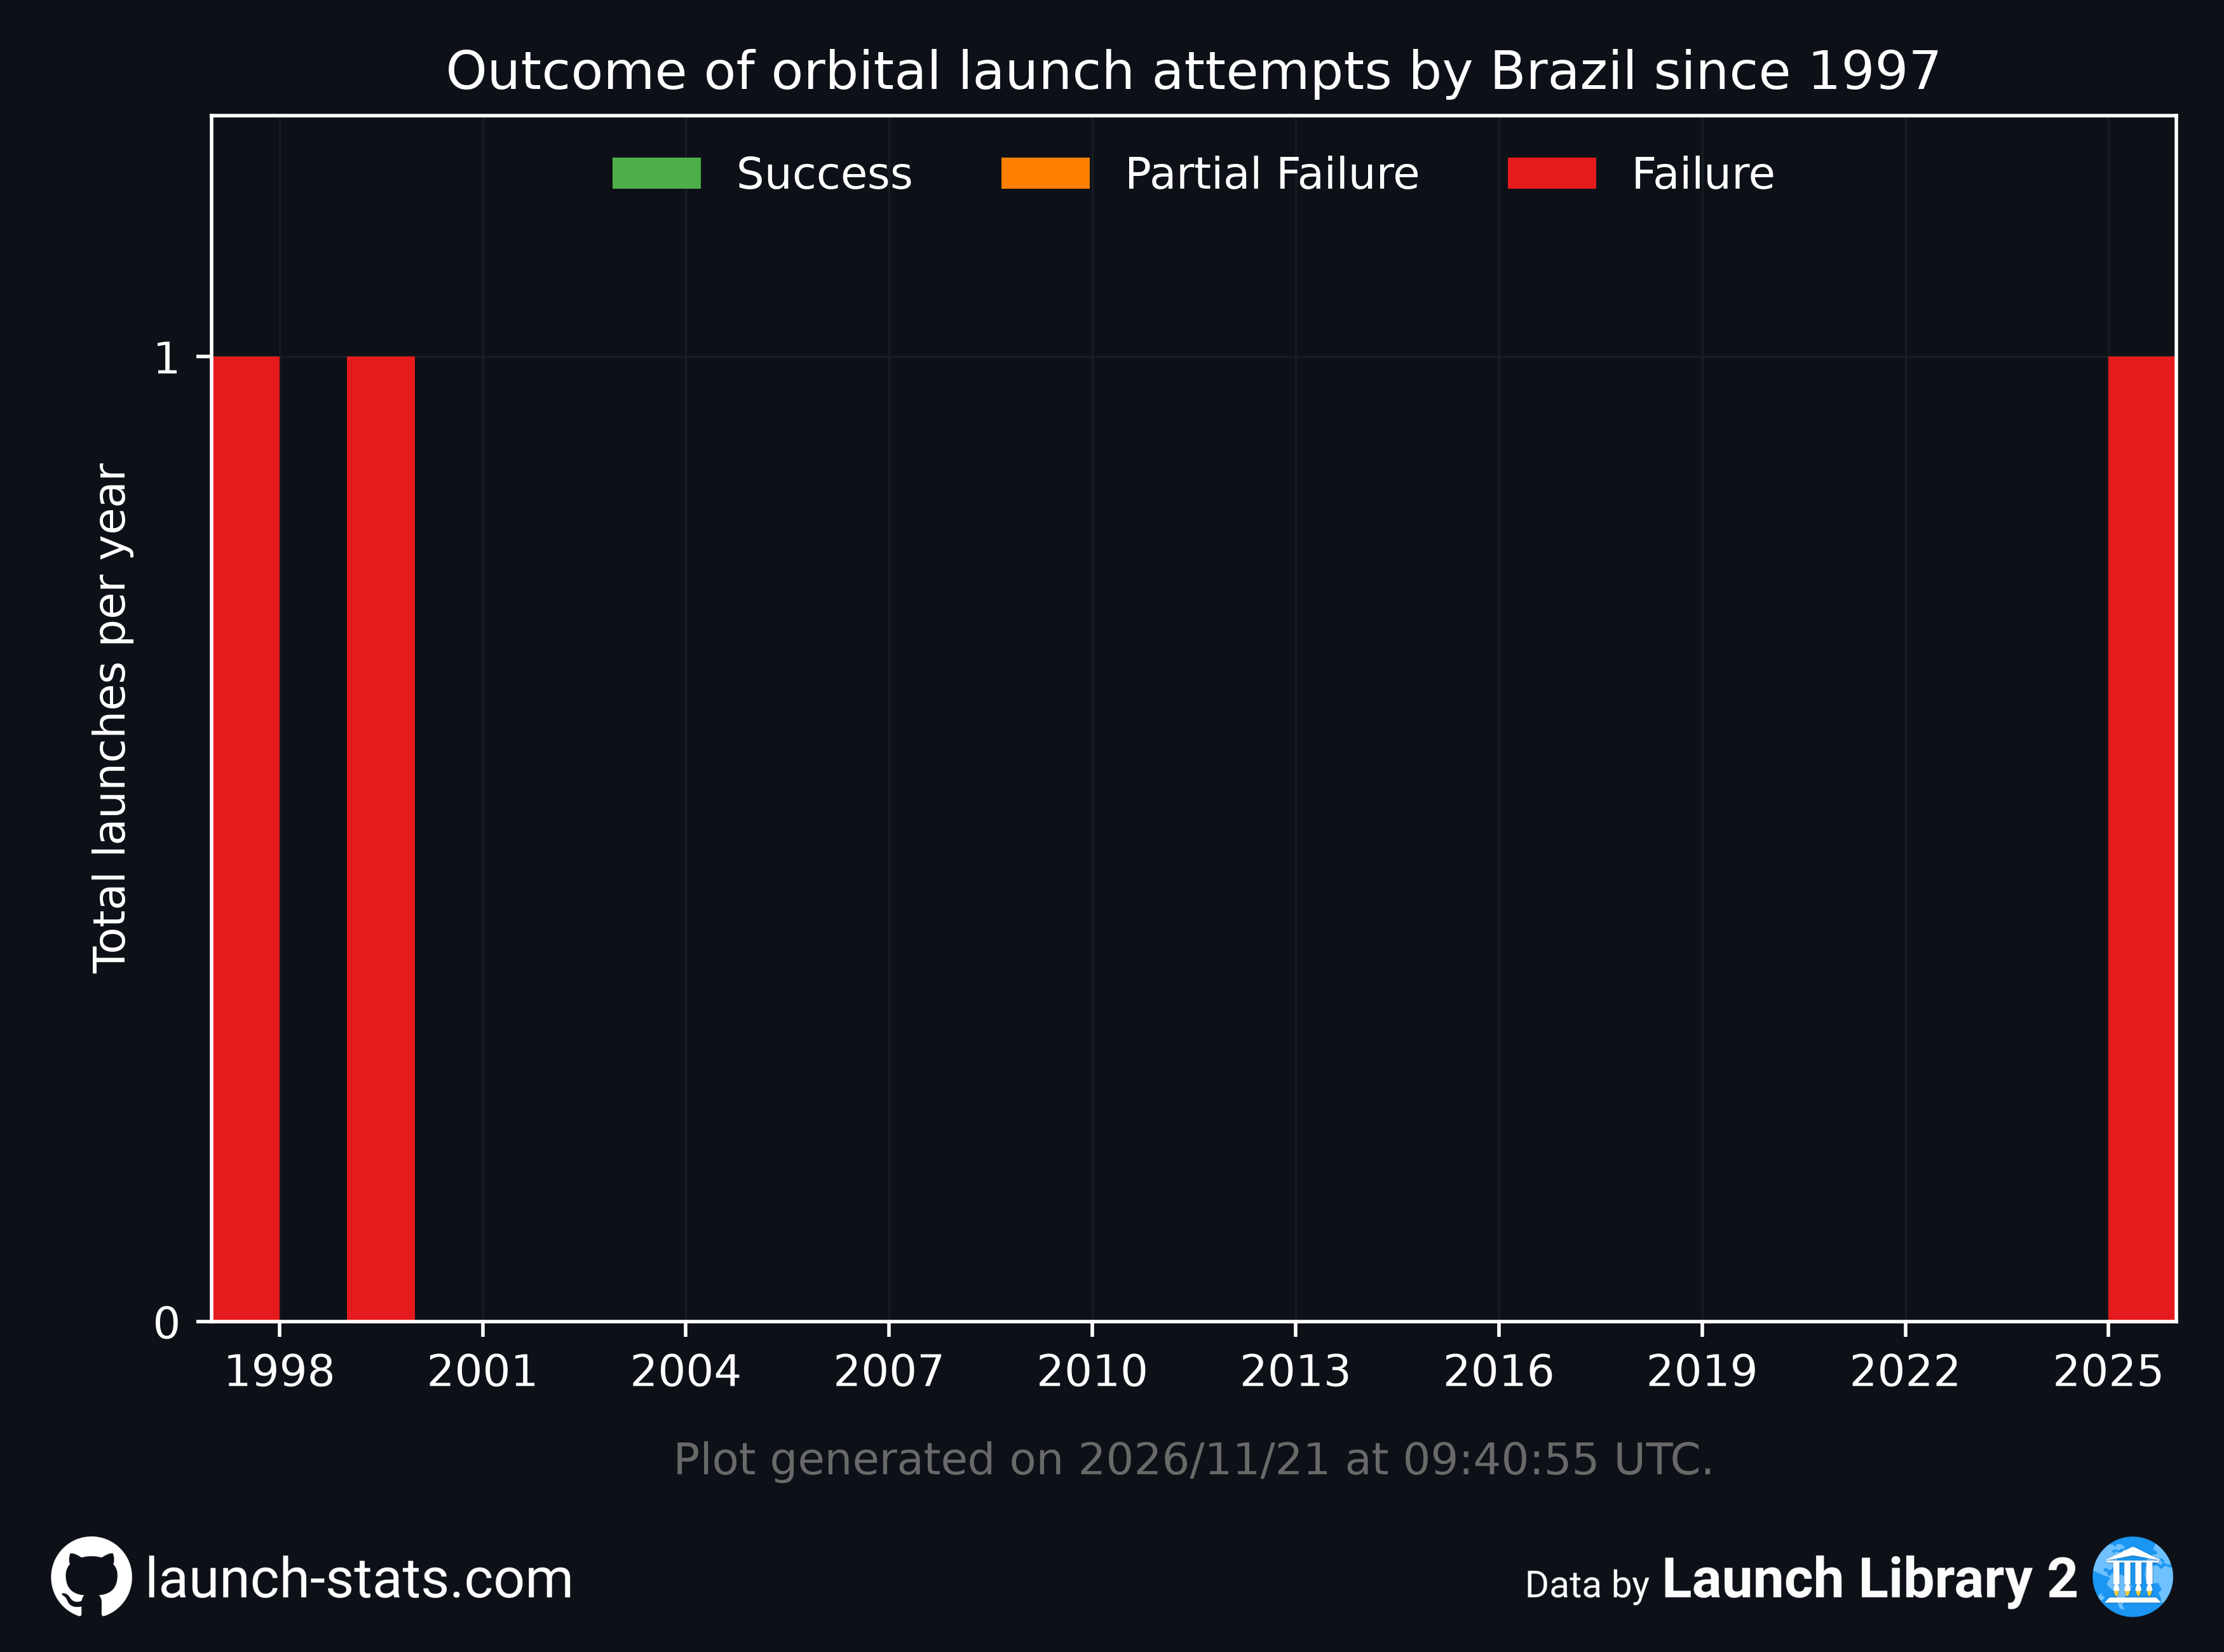 Outcome of orbital launch attempts by Brazil since 1997
Success Partial Failure Failure
Total launches per year
1
0
1998 2001 2004 2007 2010 2013 2016 2019 2022 2025
Plot generated on 2026/11/21 at 09:40:55 UTC.
launch-stats.com
Data by Launch Library 2